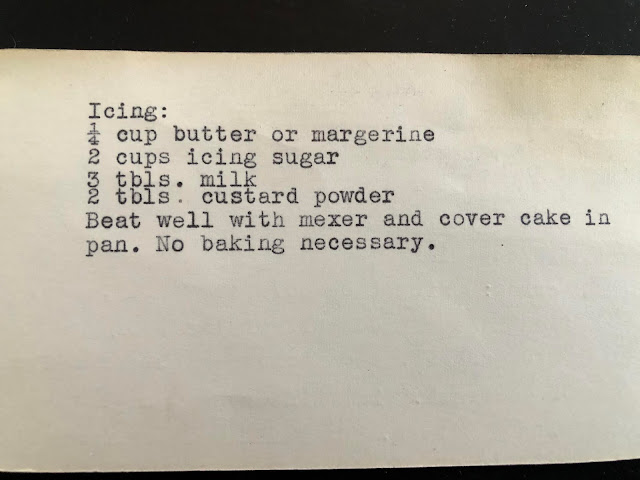 Icing:
¼ cup butter or margerine
2 cups icing sugar
3 tbls. milk
2 tbls. custard powder
Beat well with mexer and cover cake in
pan. No baking necessary.